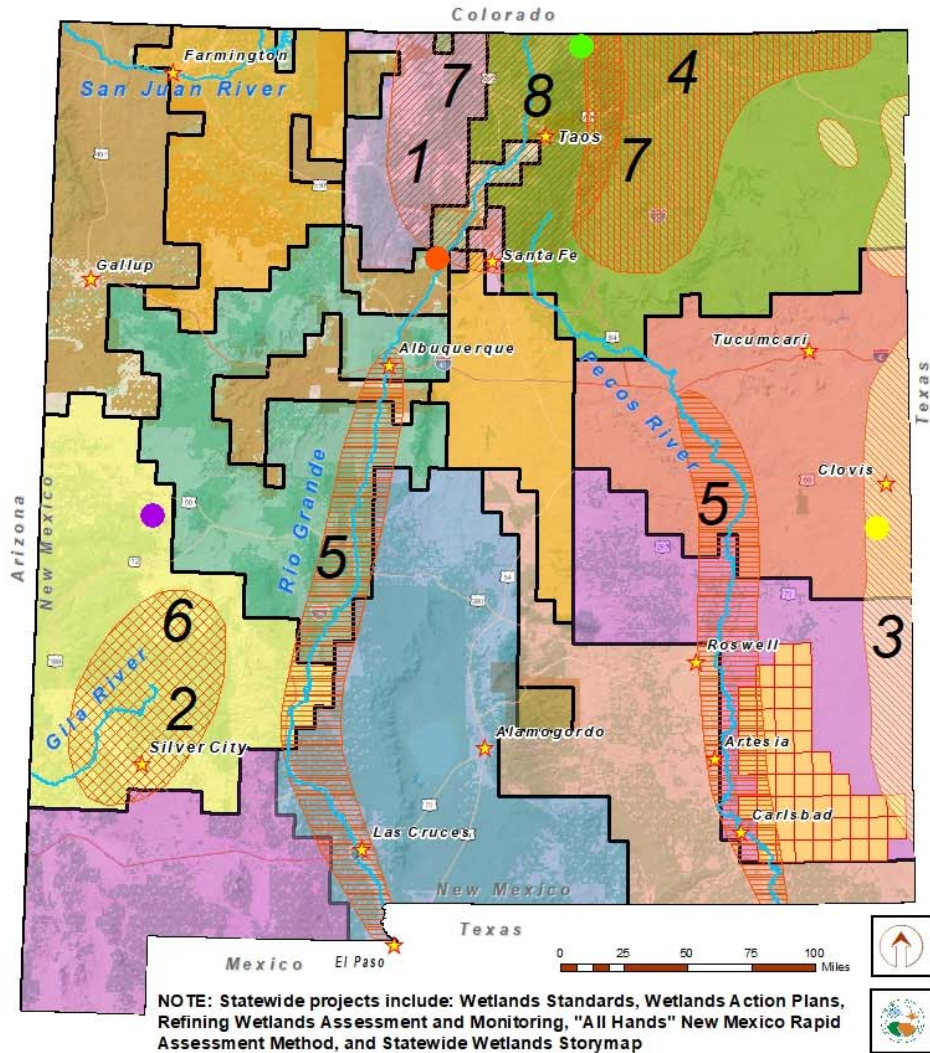 Colorado
Farmington
San Juan River
7
4
8
Taos
1
7
Gallup
Santa Fe
Albuquerque
Tucumcari
Pecos River
Texas
Clovis
Rio Grande
5
5
Arizona
New Mexico
6
3
Gila River
2
Roswell
Silver City
Alamogordo
Artesia
Carlsbad
Las Cruces
New Mexico
Texas
Mexico
El Paso
0 25 50 75 100
Miles
NOTE: Statewide projects include: Wetlands Standards, Wetlands Action Plans,
Refining Wetlands Assessment and Monitoring, "All Hands" New Mexico Rapid
Assessment Method, and Statewide Wetlands Storymap